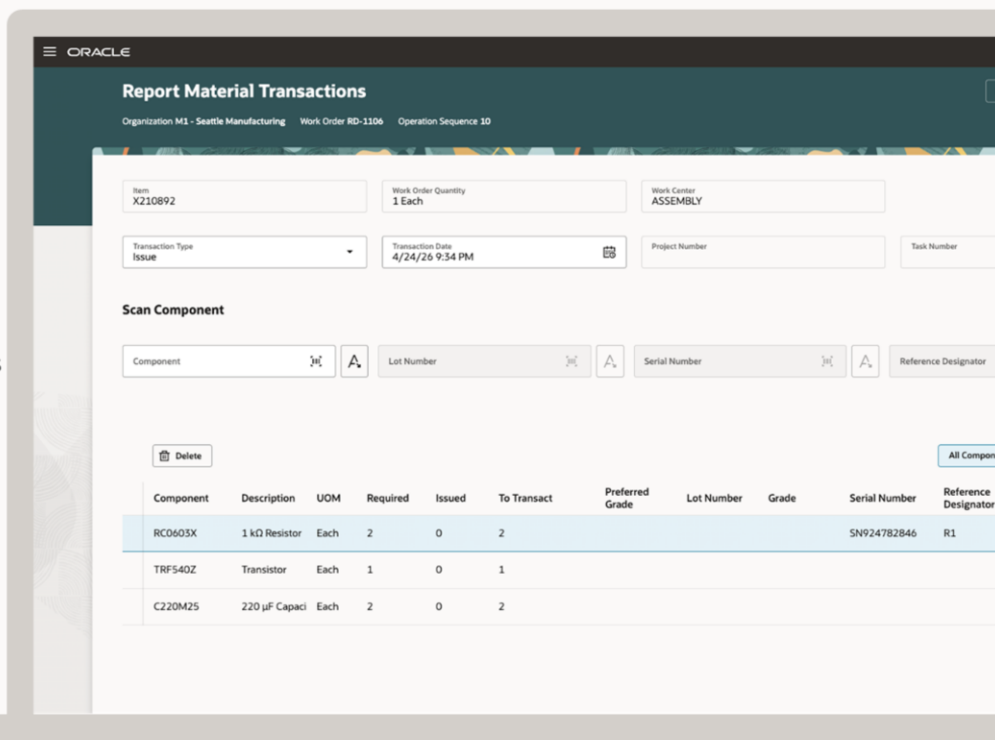 ORACLE
Report Material Transactions
Organization M1 - Seattle Manufacturing Work Order RD-1106 Operation Sequence 10
Item Work Order Quantity Work Center
X210892 1 Each ASSEMBLY
Transaction Type Transaction Date Project Number Task Number
Issue 4/24/26 9:34 PM
Scan Component
Component Lot Number Serial Number Reference Designator
Delete All Compon
Component Description UOM Required Issued To Transact Preferred Grade Lot Number Grade Serial Number Reference Designator
RC0603X 1 kΩ Resistor Each 2 0 2 SN924782846 R1
TRF540Z Transistor Each 1 0 1
C220M25 220 µF Capaci Each 2 0 2